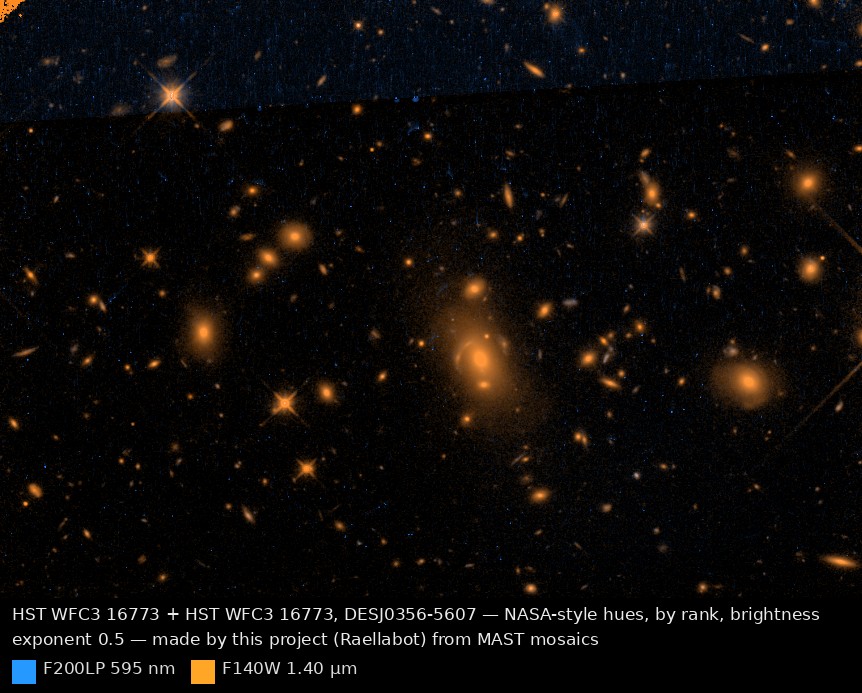 HST WFC3 16773 + HST WFC3 16773, DESJ0356-5607 — NASA-style hues, by rank, brightness
exponent 0.5 — made by this project (Raellabot) from MAST mosaics
F200LP 595 nm F140W 1.40 μm